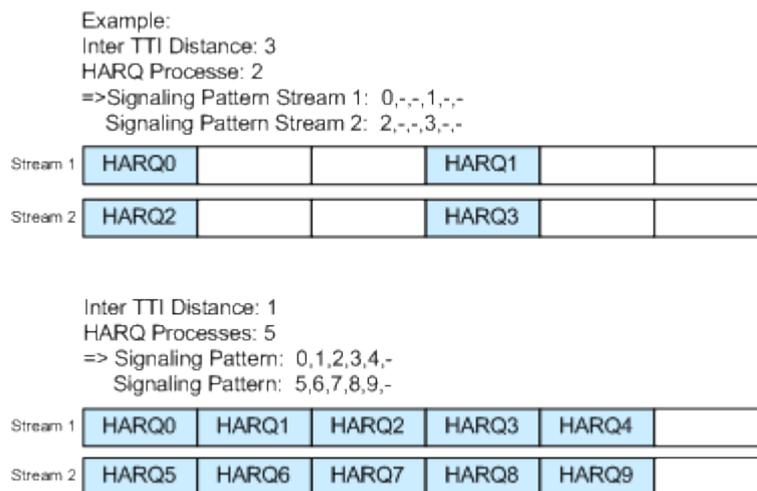 Example:
Inter TTI Distance: 3
HARQ Processe: 2
=>Signaling Pattern Stream 1: 0,-,-,1,-,-
Signaling Pattern Stream 2: 2,-,-,3,-,-
Stream 1 HARQ0 HARQ1
Stream 2 HARQ2 HARQ3
Inter TTI Distance: 1
HARQ Processes: 5
=> Signaling Pattern: 0,1,2,3,4,-
Signaling Pattern: 5,6,7,8,9,-
Stream 1 HARQ0 HARQ1 HARQ2 HARQ3 HARQ4
Stream 2 HARQ5 HARQ6 HARQ7 HARQ8 HARQ9